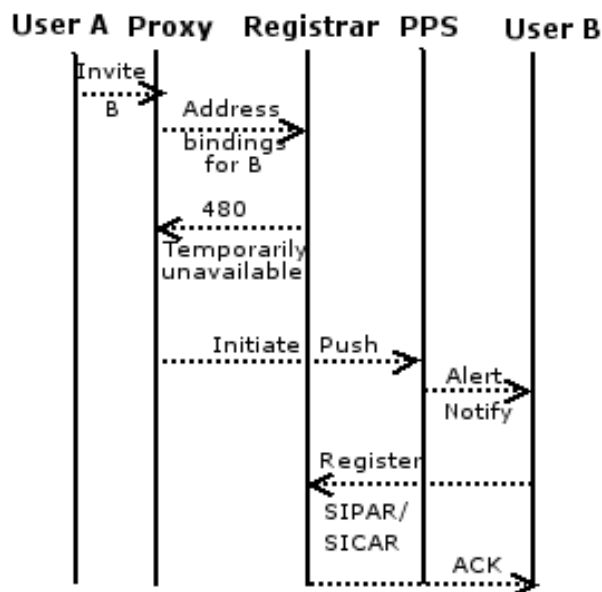 User A Proxy Registrar PPS User B
Invite
B
Address
bindings
for B
480
Temporarily
unavailable
Initiate Push
Alert
Notify
Register
SIPAR/
SICAR
ACK